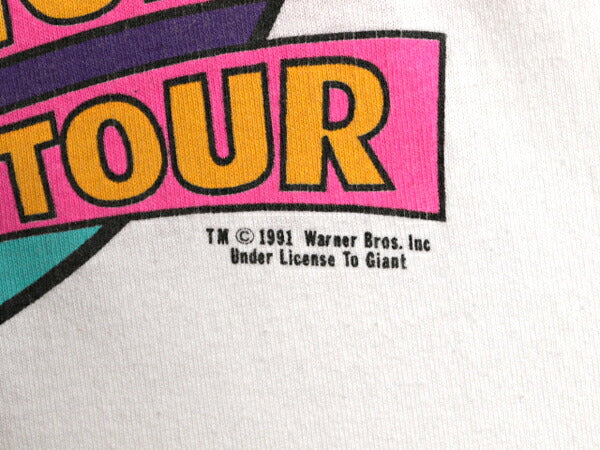 TOUR
TM © 1991 Warner Bros. Inc
Under License To Giant